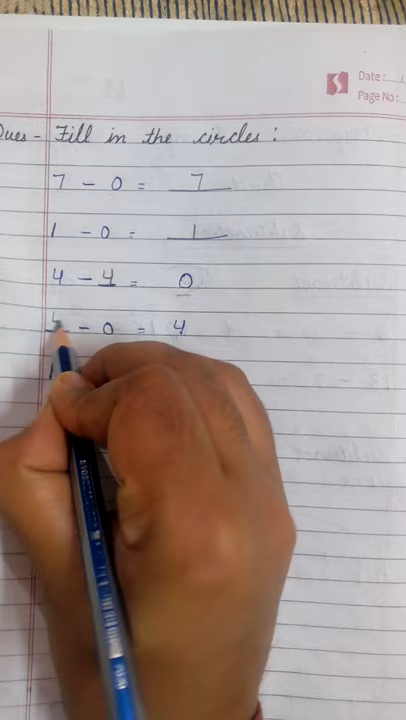 Date:
Page No:
Ques - Fill in the circles:
7 - 0 = 7
1 - 0 = 1
4 - 4 = 0
- 0 = 4